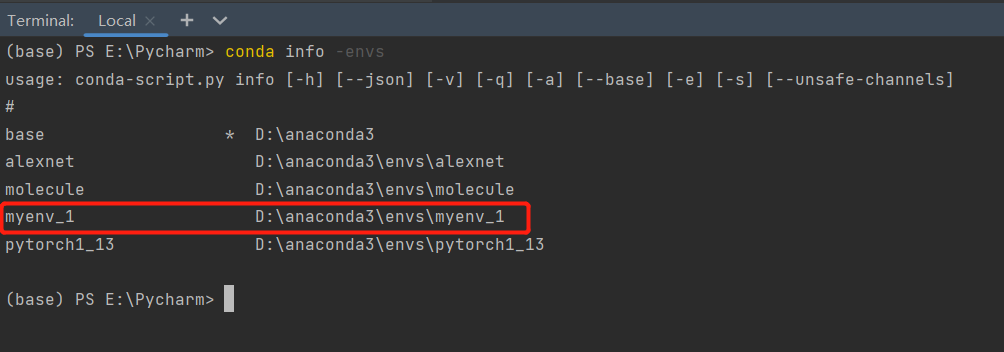 Terminal: Local × +
(base) PS E:\Pycharm> conda info -envs
usage: conda-script.py info [-h] [--json] [-v] [-q] [-a] [--base] [-e] [-s] [--unsafe-channels]
#
base * D:\anaconda3
alexnet D:\anaconda3\envs\alexnet
molecule D:\anaconda3\envs\molecule
myenv_1 D:\anaconda3\envs\myenv_1
pytorch1_13 D:\anaconda3\envs\pytorch1_13
(base) PS E:\Pycharm>